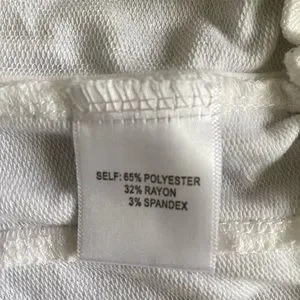 SELF: 65% POLYESTER
32% RAYON
3% SPANDEX